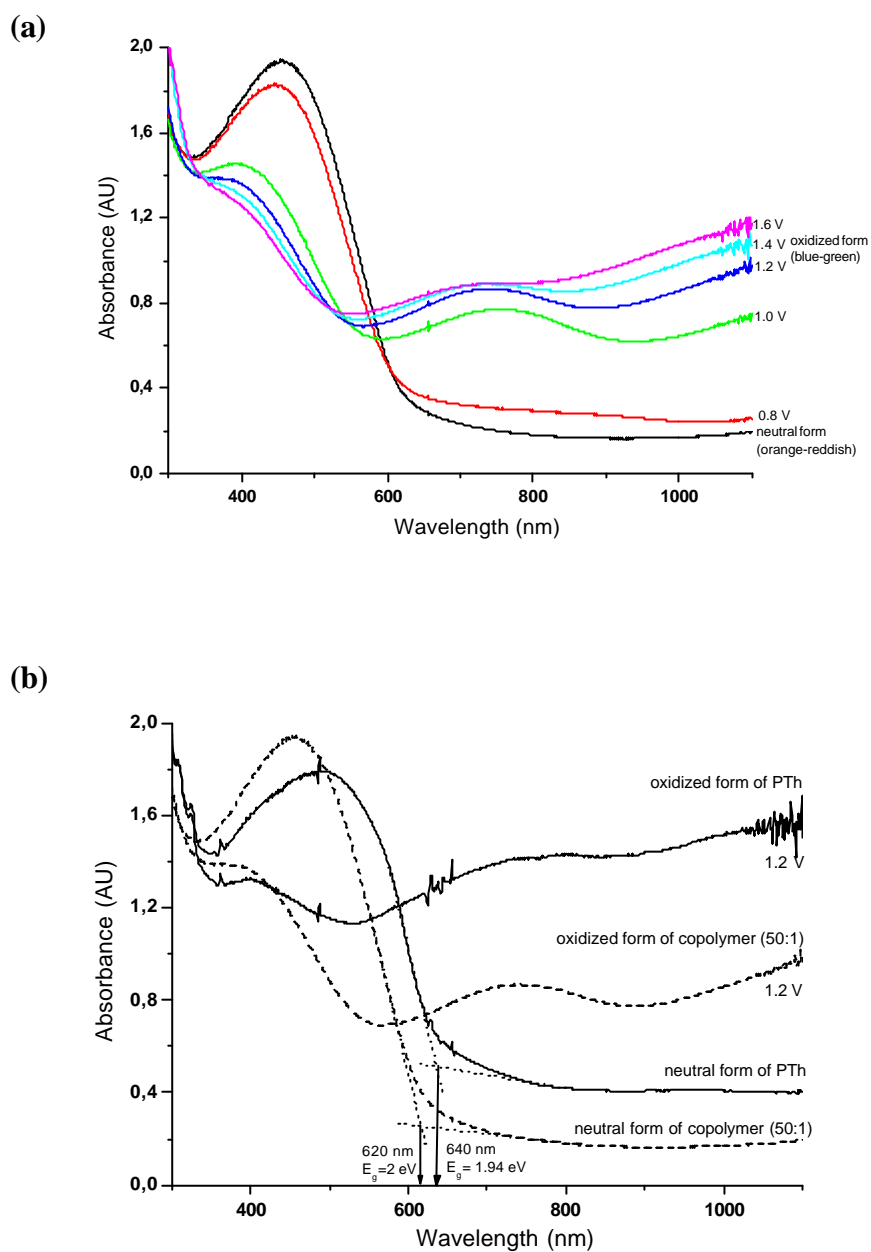 (a)
2,0
1,6
1,2
0,8
0,4
0,0
Absorbance (AU)
400
600
800
1000
Wavelength (nm)
1.6 V
1.4 V oxidized form
(blue-green)
1.2 V
1.0 V
0.8 V
neutral form
(orange-reddish)
(b)
2,0
1,6
1,2
0,8
0,4
0,0
Absorbance (AU)
400
600
800
1000
Wavelength (nm)
oxidized form of PTh
1.2 V
oxidized form of copolymer (50:1)
1.2 V
neutral form of PTh
neutral form of copolymer (50:1)
620 nm
Eg=2 eV
640 nm
Eg= 1.94 eV